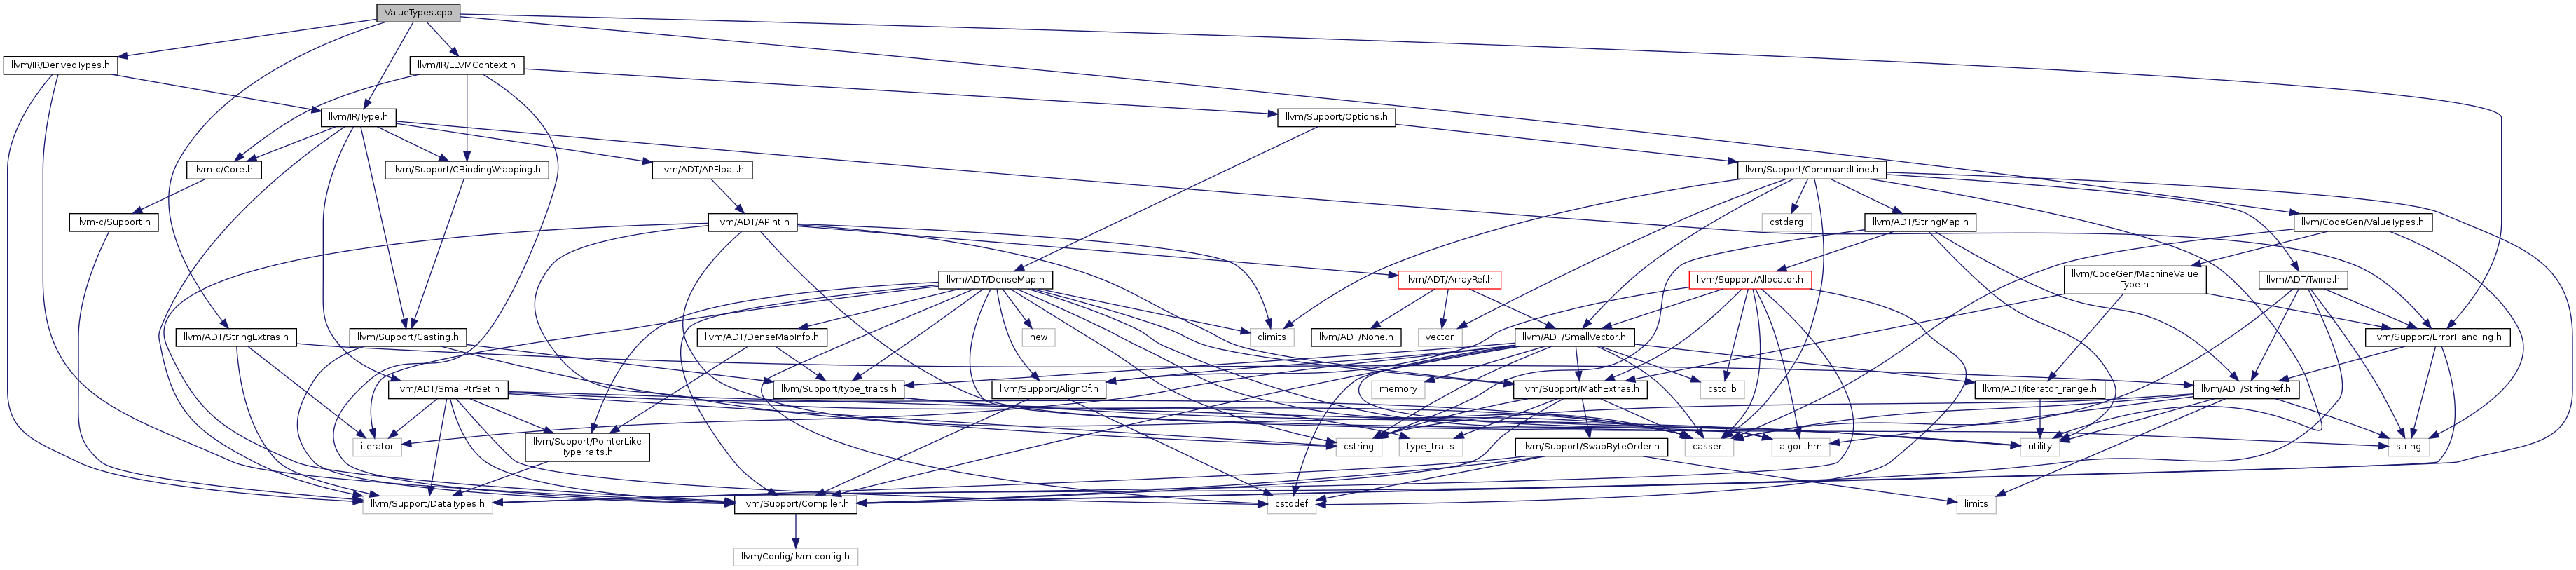 ValueTypes.cpp
llvm/IR/DerivedTypes.h
llvm/IR/LLVMContext.h
llvm/IR/Type.h
llvm/Support/Options.h
llvm-c/Core.h
llvm/Support/CBindingWrapping.h
llvm/ADT/APFloat.h
llvm/Support/CommandLine.h
llvm-c/Support.h
llvm/ADT/APInt.h
cstdarg
llvm/ADT/StringMap.h
llvm/CodeGen/ValueTypes.h
llvm/ADT/DenseMap.h
llvm/ADT/ArrayRef.h
llvm/Support/Allocator.h
llvm/CodeGen/MachineValue
Type.h
llvm/ADT/Twine.h
llvm/ADT/StringExtras.h
llvm/Support/Casting.h
llvm/ADT/DenseMapInfo.h
new
climits
llvm/ADT/None.h
vector
llvm/ADT/SmallVector.h
llvm/Support/ErrorHandling.h
llvm/ADT/SmallPtrSet.h
llvm/Support/type_traits.h
llvm/Support/AlignOf.h
memory
llvm/Support/MathExtras.h
cstdlib
llvm/ADT/iterator_range.h
llvm/ADT/StringRef.h
iterator
llvm/Support/PointerLike
TypeTraits.h
cstring
type_traits
llvm/Support/SwapByteOrder.h
cassert
algorithm
utility
string
llvm/Support/DataTypes.h
llvm/Support/Compiler.h
cstddef
limits
llvm/Config/llvm-config.h